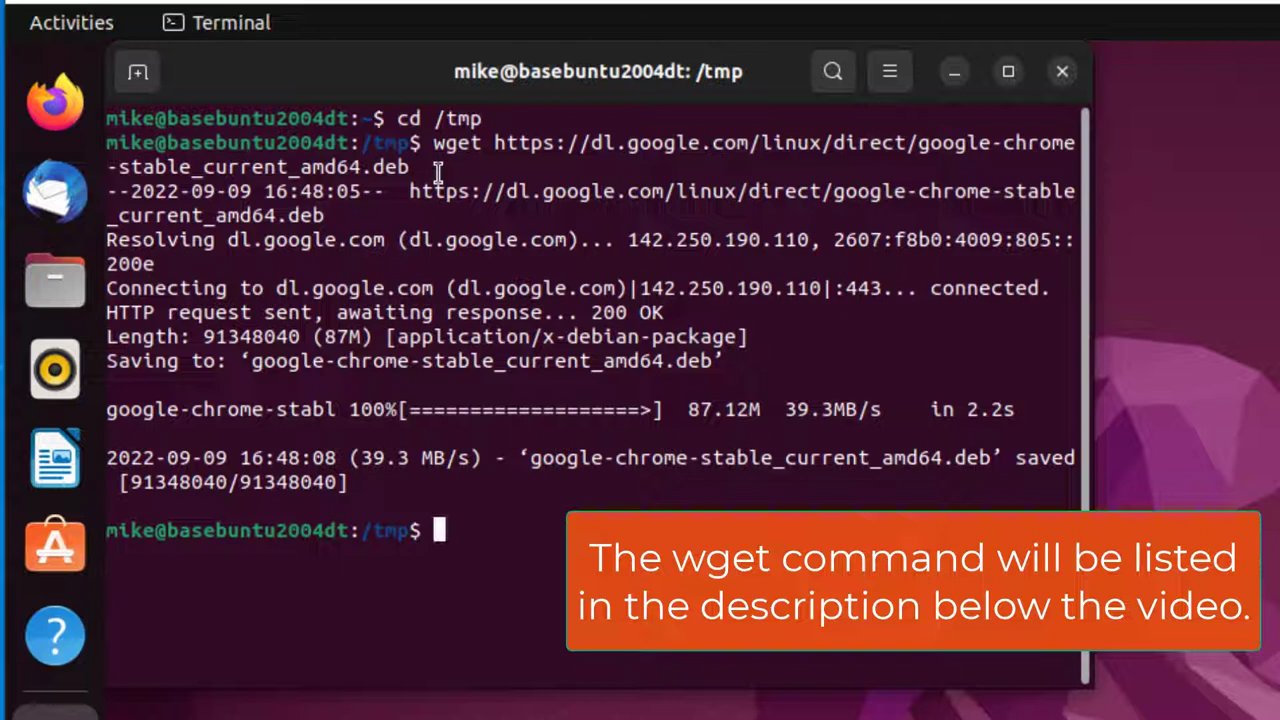 Activities Terminal
mike@basebuntu2004dt: /tmp
mike@basebuntu2004dt:~$ cd /tmp
mike@basebuntu2004dt:/tmp$ wget https://dl.google.com/linux/direct/google-chrome
-stable_current_amd64.deb
--2022-09-09 16:48:05--  https://dl.google.com/linux/direct/google-chrome-stable
_current_amd64.deb
Resolving dl.google.com (dl.google.com)... 142.250.190.110, 2607:f8b0:4009:805::
200e
Connecting to dl.google.com (dl.google.com)|142.250.190.110|:443... connected.
HTTP request sent, awaiting response... 200 OK
Length: 91348040 (87M) [application/x-debian-package]
Saving to: ‘google-chrome-stable_current_amd64.deb’
google-chrome-stabl 100%[===================>]  87.12M  39.3MB/s    in 2.2s
2022-09-09 16:48:08 (39.3 MB/s) - ‘google-chrome-stable_current_amd64.deb’ saved
[91348040/91348040]
mike@basebuntu2004dt:/tmp$
The wget command will be listed
in the description below the video.